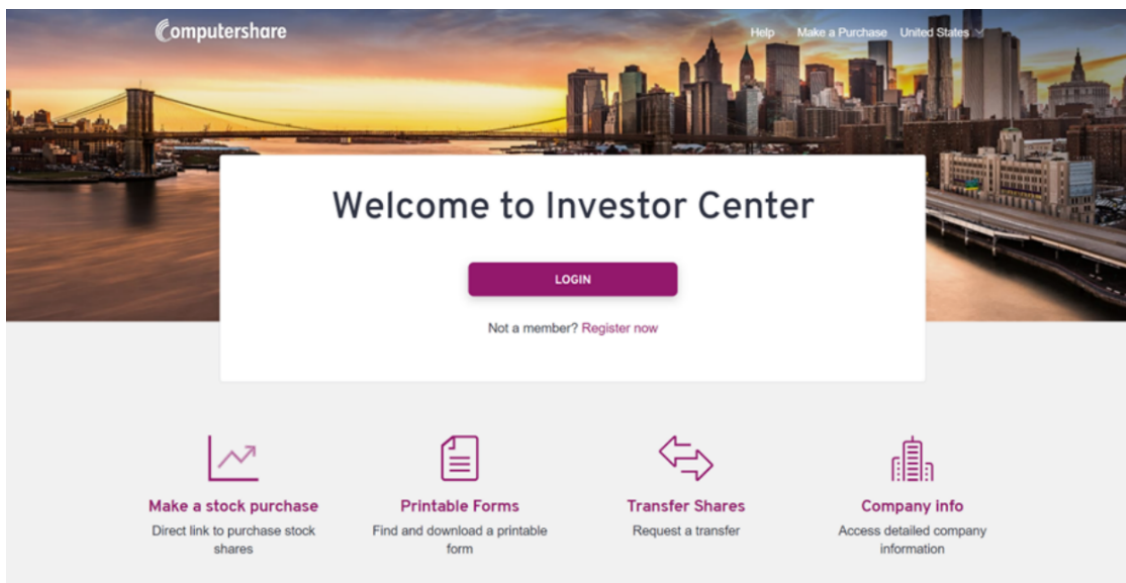 Computershare
Help Make a Purchase United States
Welcome to Investor Center
LOGIN
Not a member? Register now
Make a stock purchase
Direct link to purchase stock
shares
Printable Forms
Find and download a printable
form
Transfer Shares
Request a transfer
Company info
Access detailed company
information